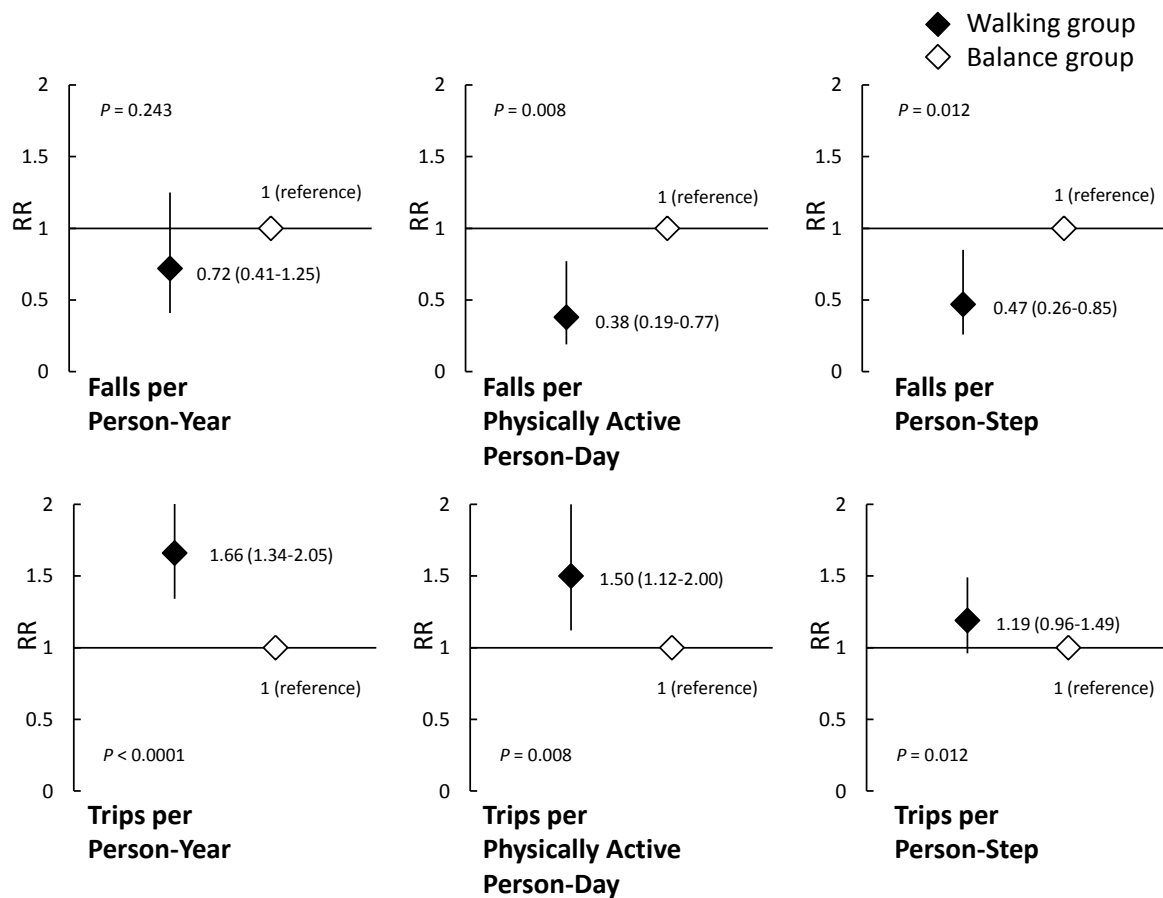 Walking group
Balance group
2
1.5
1
0.5
0
RR
P = 0.243
1 (reference)
0.72 (0.41-1.25)
Falls per
Person-Year
2
1.5
1
0.5
0
P = 0.008
1 (reference)
0.38 (0.19-0.77)
Falls per
Physically Active
Person-Day
2
1.5
1
0.5
0
RR
P = 0.012
1 (reference)
0.47 (0.26-0.85)
Falls per
Person-Step
2
1.5
1
0.5
0
RR
1.66 (1.34-2.05)
1 (reference)
P < 0.0001
Trips per
Person-Year
2
1.5
1
0.5
0
RR
1.50 (1.12-2.00)
1 (reference)
P = 0.008
Trips per
Physically Active
Person-Day
2
1.5
1
0.5
0
RR
1.19 (0.96-1.49)
1 (reference)
P = 0.012
Trips per
Person-Step